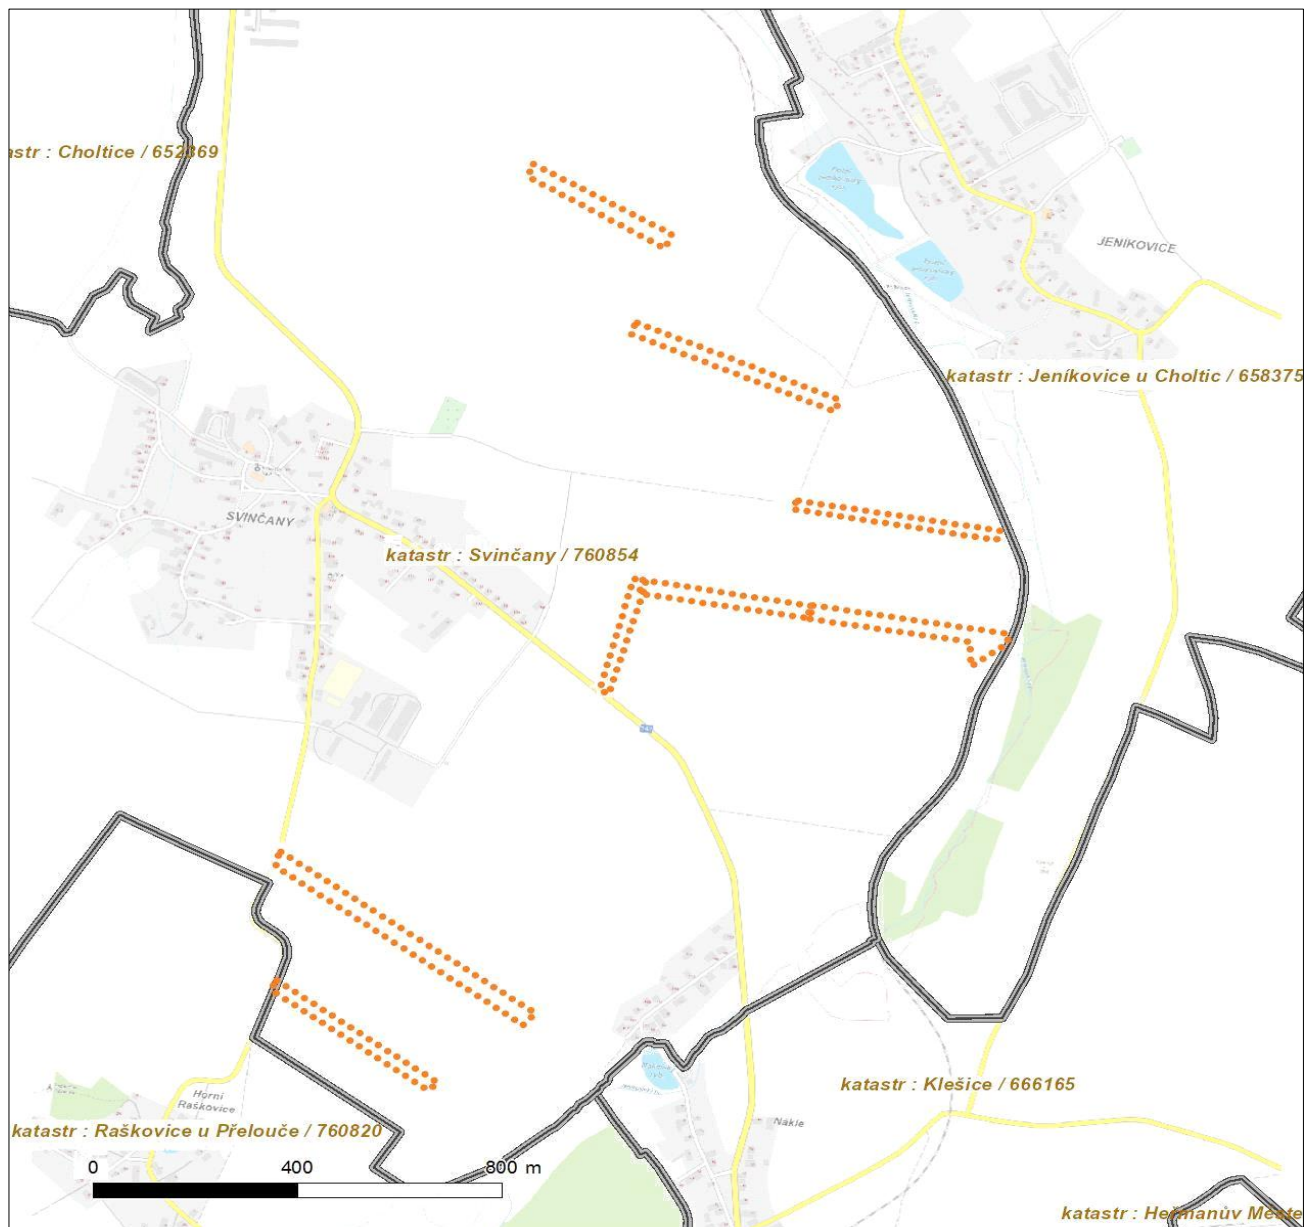 astr : Choltice / 652369
JENÍKOVICE
katastr : Jeníkovice u Choltic / 658375
SVINČANY
katastr : Svinčany / 760854
katastr : Klešice / 666165
Horní
Raškovice
Nákle
katastr : Raškovice u Přelouče / 760820
0 400 800 m
katastr : Heřmanův Měste